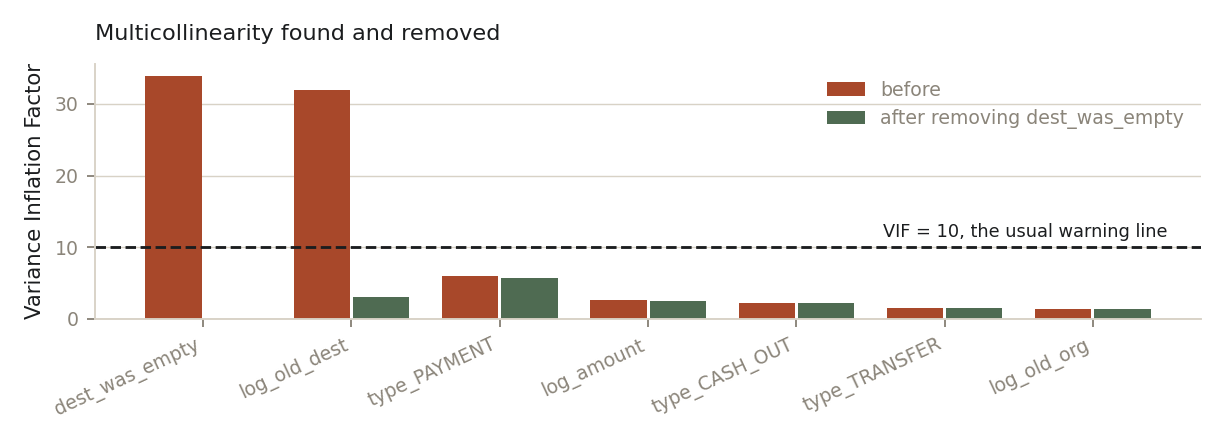 Multicollinearity found and removed
Variance Inflation Factor
30
20
10
0
before
after removing dest_was_empty
VIF = 10, the usual warning line
dest_was_empty
log_old_dest
type_PAYMENT
log_amount
type_CASH_OUT
type_TRANSFER
log_old_org